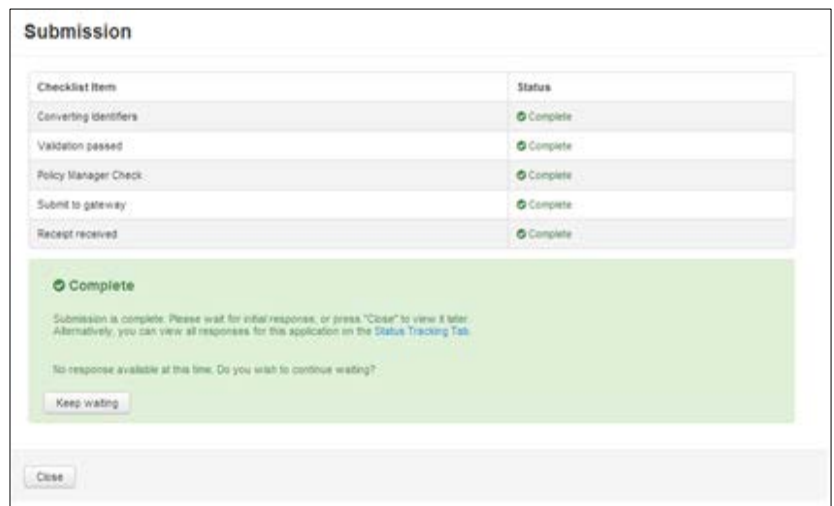 Submission
Checklist Item Status
Converting Identifiers Complete
Validation passed Complete
Policy Manager Check Complete
Submit to gateway Complete
Receipt received Complete
Complete
Submission is complete. Please wait for initial response, or press "Close" to view it later.
Alternatively, you can view all responses for this application on the Status Tracking Tab.
No response available at this time. Do you wish to continue waiting?
Keep waiting
Close